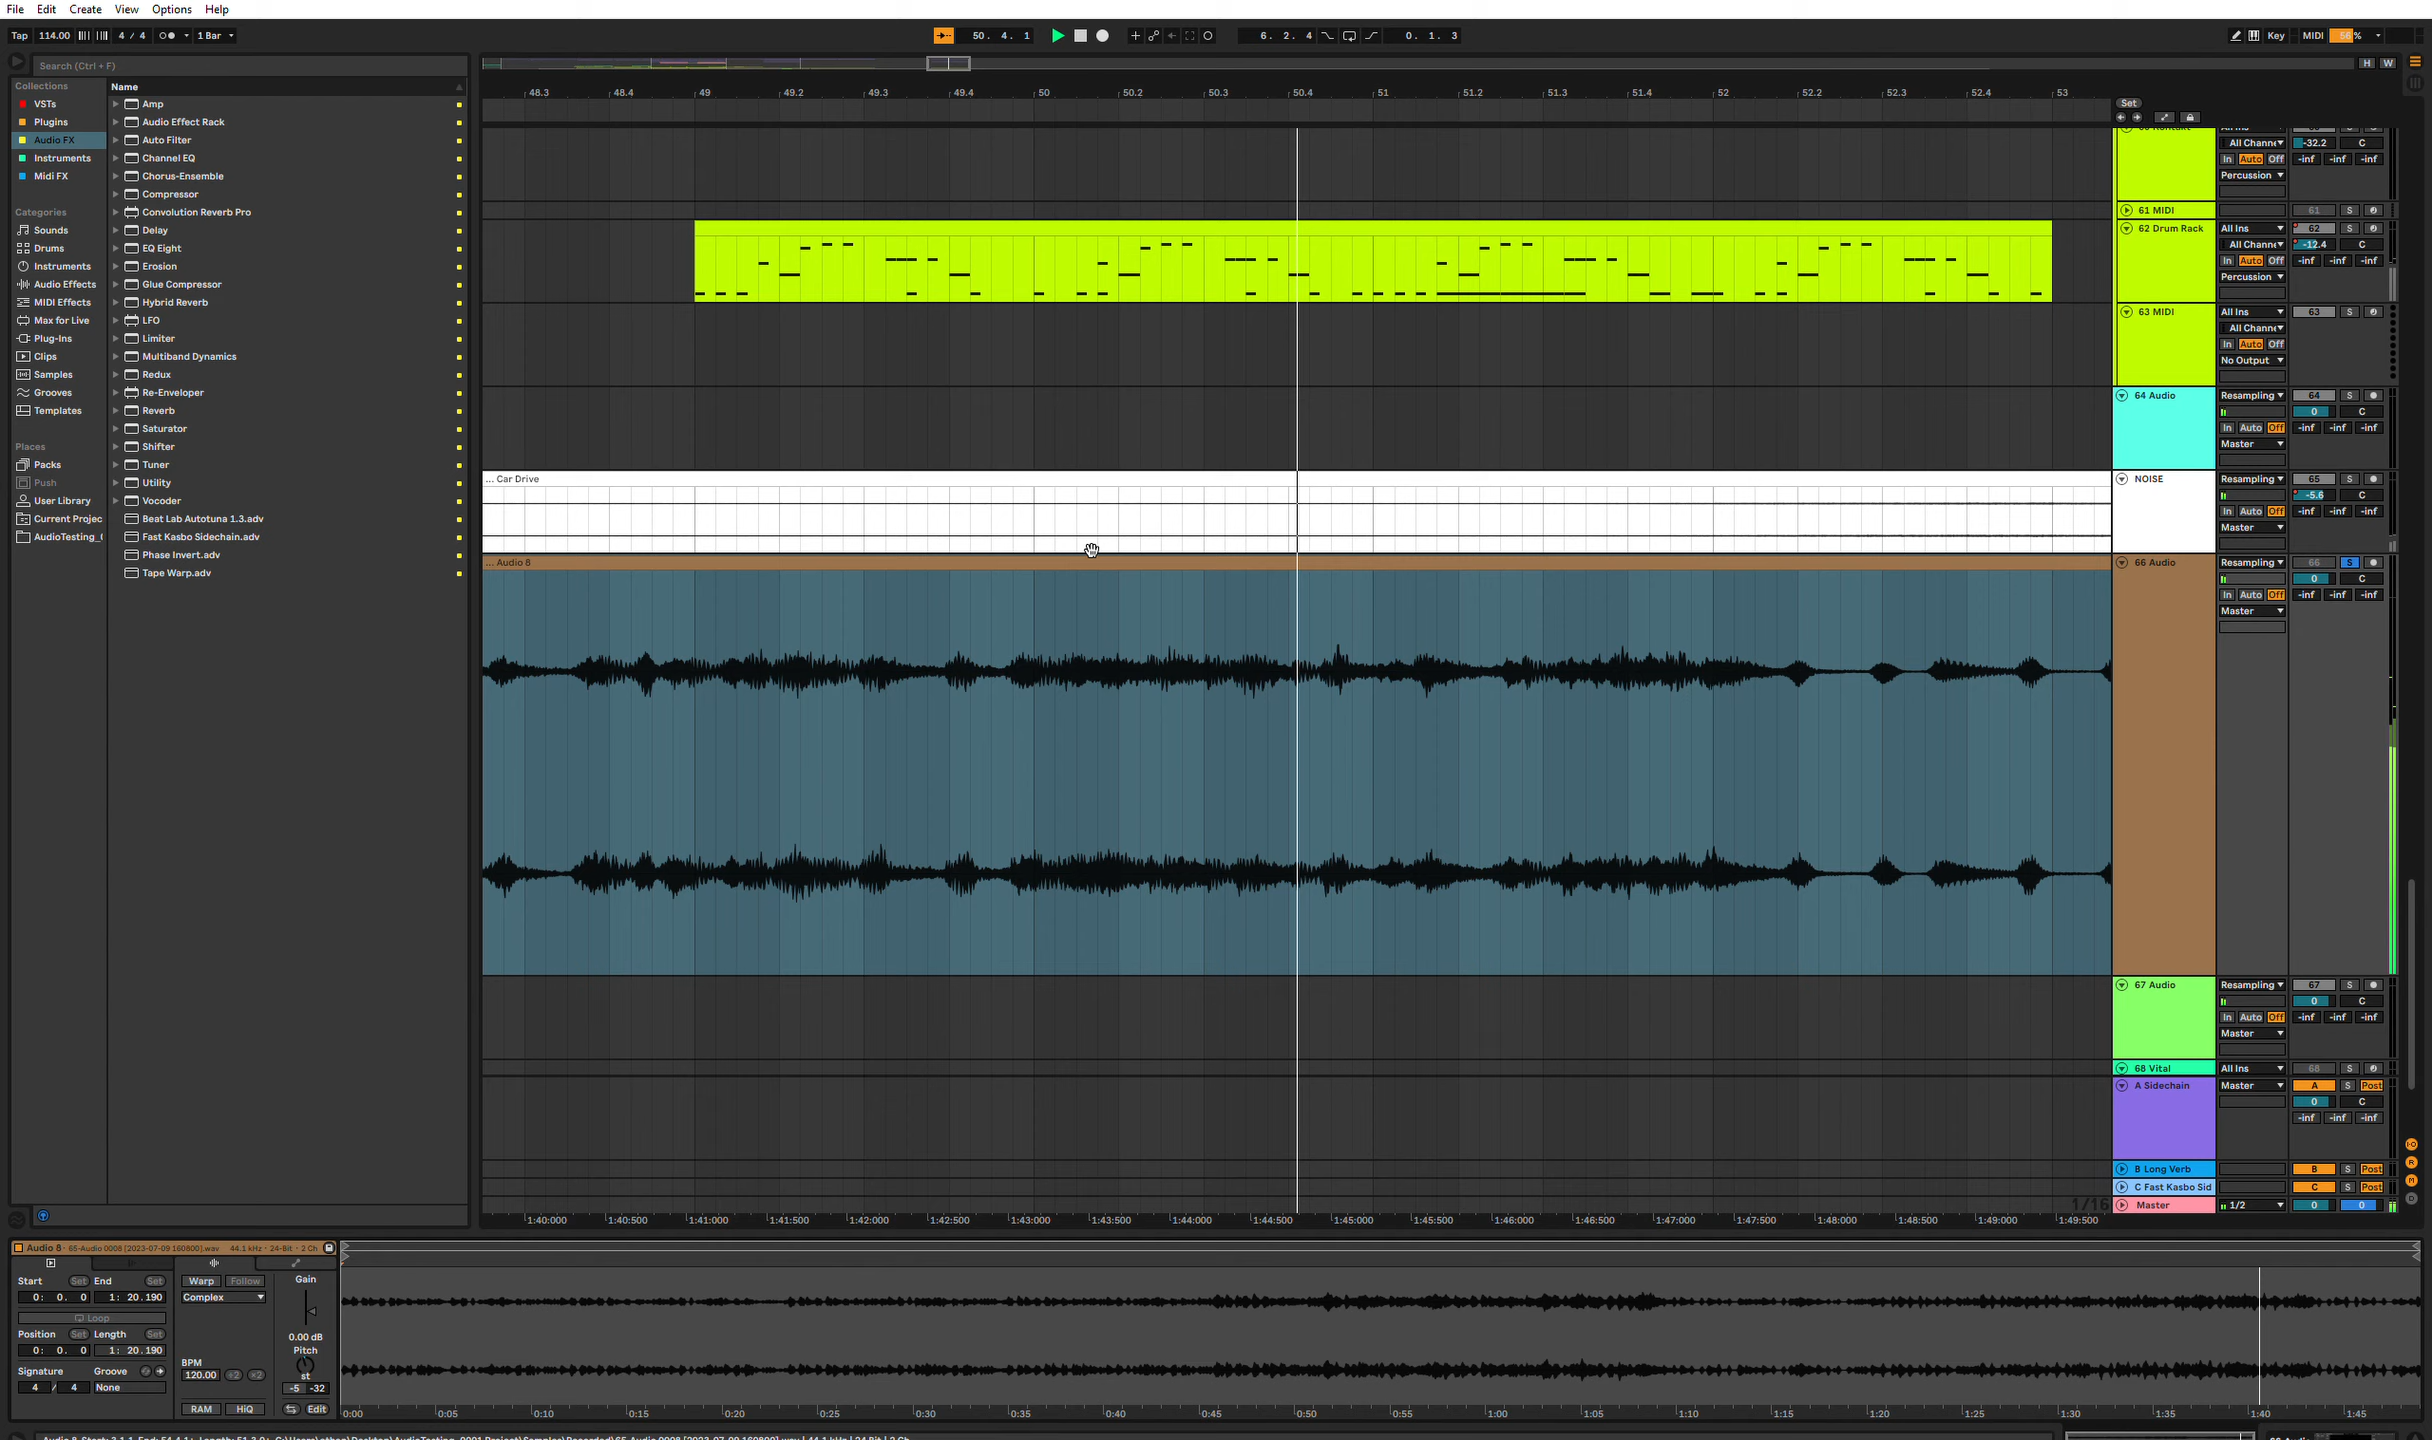 File Edit Create View Options Help
Tap 114.00 4 / 4 1 Bar 50. 4. 1 6. 2. 4 0. 1. 3 Key MIDI 56 %
Search (Ctrl + F)
H W
Collections
VSTs
Plugins
Audio FX
Instruments
Midi FX
Categories
Sounds
Drums
Instruments
Audio Effects
MIDI Effects
Max for Live
Plug-Ins
Clips
Samples
Grooves
Templates
Places
Packs
Push
User Library
Current Projec
AudioTesting_(
Name
Amp
Audio Effect Rack
Auto Filter
Channel EQ
Chorus-Ensemble
Compressor
Convolution Reverb Pro
Delay
EQ Eight
Erosion
Glue Compressor
Hybrid Reverb
LFO
Limiter
Multiband Dynamics
Redux
Re-Enveloper
Reverb
Saturator
Shifter
Tuner
Utility
Vocoder
Beat Lab Autotuna 1.3.adv
Fast Kasbo Sidechain.adv
Phase Invert.adv
Tape Warp.adv
48.3 48.4 49 49.2 49.3 49.4 50 50.2 50.3 50.4 51 51.2 51.3 51.4 52 52.2 52.3 52.4 53
Set
All Channe -32.2 C
In Auto Off -inf -inf -inf
Percussion
61 MIDI 61 S
62 Drum Rack All Ins 62 S
All Channe -12.4 C
In Auto Off -inf -inf -inf
Percussion
63 MIDI All Ins 63 S
All Channe
In Auto Off
No Output
64 Audio Resampling 64 S
0 C
In Auto Off -inf -inf -inf
Master
... Car Drive
NOISE Resampling 65 S
-5.6 C
In Auto Off -inf -inf -inf
Master
... Audio 8
66 Audio Resampling 66 S
0 C
In Auto Off -inf -inf -inf
Master
67 Audio Resampling 67 S
0 C
In Auto Off -inf -inf -inf
Master
68 Vital All Ins 68 S
A Sidechain Master A S Post
0 C
-inf -inf -inf
B Long Verb B S Post
C Fast Kasbo Sid C S Post
1/16
Master 1/2 0 0
1:40:000 1:40:500 1:41:000 1:41:500 1:42:000 1:42:500 1:43:000 1:43:500 1:44:000 1:44:500 1:45:000 1:45:500 1:46:000 1:46:500 1:47:000 1:47:500 1:48:000 1:48:500 1:49:000 1:49:500
Audio 8 - 65-Audio 0008 [2023-07-09 160800].wav 44.1 kHz - 24-Bit - 2 Ch
Start Set End Set
0: 0. 0 1: 20.190
Loop
Position Set Length Set
0: 0. 0 1: 20.190
Signature Groove
4 / 4 None
Warp Follow
Complex
BPM
120.00 ÷2 ×2
RAM HiQ
Gain
0.00 dB
Pitch
st
-5 -32
Edit
0:00 0:05 0:10 0:15 0:20 0:25 0:30 0:35 0:40 0:45 0:50 0:55 1:00 1:05 1:10 1:15 1:20 1:25 1:30 1:35 1:40 1:45